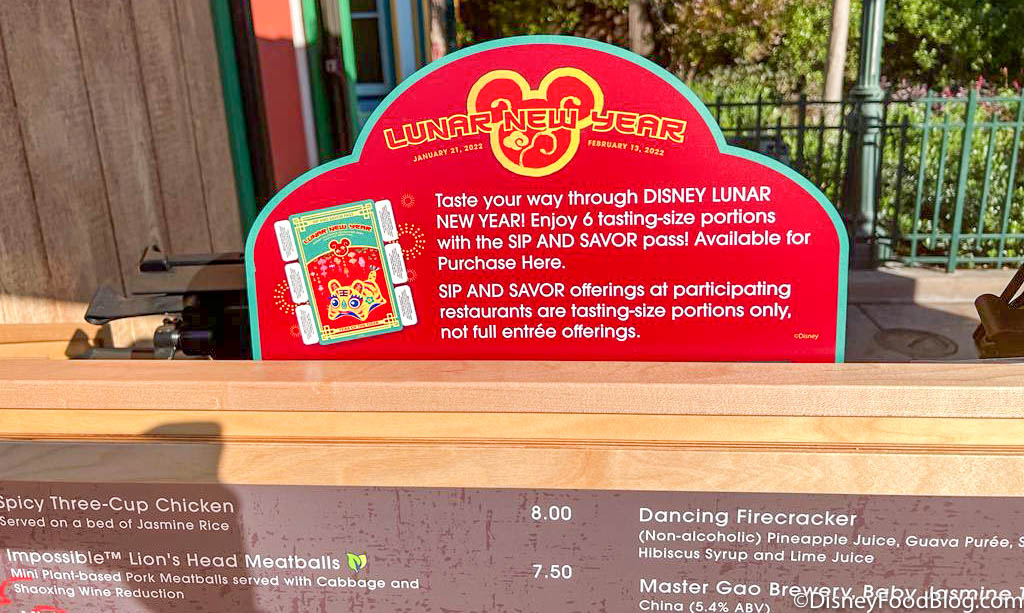 LUNAR NEW YEAR
JANUARY 21, 2022 FEBRUARY 13, 2022
Taste your way through DISNEY LUNAR
NEW YEAR! Enjoy 6 tasting-size portions
with the SIP AND SAVOR pass! Available for
Purchase Here.
SIP AND SAVOR offerings at participating
restaurants are tasting-size portions only,
not full entrée offerings.
©Disney
LUNAR NEW YEAR
Spicy Three-Cup Chicken 8.00
Served on a bed of Jasmine Rice
Impossible™ Lion's Head Meatballs 7.50
Mini Plant-based Pork Meatballs served with Cabbage and
Shaoxing Wine Reduction
Dancing Firecracker
(Non-alcoholic) Pineapple Juice, Guava Purée,
Hibiscus Syrup and Lime Juice
Master Gao Brewery, Baby Jasmine
China (5.4% ABV)
©DisneyFoodBlog.com